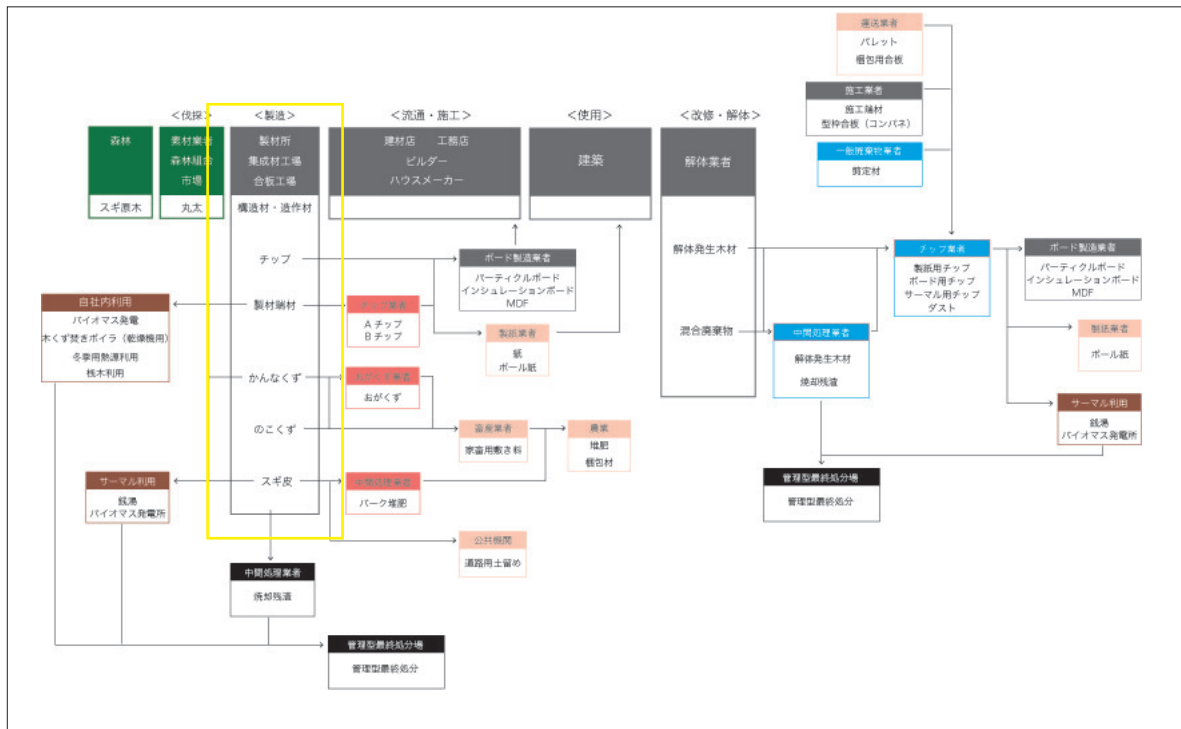 運送業者
パレット
梱包用合板
施工業者
施工端材
型枠合板（コンパネ）
一般廃棄物業者
剪定材
＜伐採＞
＜製造＞
＜流通・施工＞
＜使用＞
＜改修・解体＞
森林
スギ原木
素材業者
森林組合
市場
丸太
製材所
集成材工場
合板工場
構造材・造作材
建材店　工務店
ビルダー
ハウスメーカー
建築
解体業者
チップ
製材端材
かんなくず
のこくず
スギ皮
ボード製造業者
パーティクルボード
インシュレーションボード
MDF
自社内利用
バイオマス発電
木くず焚きボイラ（乾燥機用）
冬季用熱源利用
桟木利用
チップ業者
Aチップ
Bチップ
製紙業者
紙
ボール紙
おがくず業者
おがくず
畜産業者
家畜用敷き料
農業
堆肥
梱包材
サーマル利用
銭湯
バイオマス発電所
中間処理業者
バーク堆肥
公共機関
道路用土留め
中間処理業者
焼却残渣
管理型最終処分場
管理型最終処分
解体発生木材
混合廃棄物
チップ業者
製紙用チップ
ボード用チップ
サーマル用チップ
ダスト
中間処理業者
解体発生木材
焼却残渣
ボード製造業者
パーティクルボード
インシュレーションボード
MDF
製紙業者
ボール紙
サーマル利用
銭湯
バイオマス発電所
管理型最終処分場
管理型最終処分